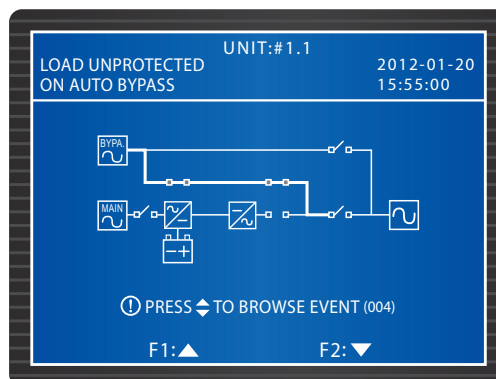 UNIT:#1.1
LOAD UNPROTECTED 2012-01-20
ON AUTO BYPASS 15:55:00
BYPA.
MAIN
PRESS TO BROWSE EVENT (004)
F1: F2: